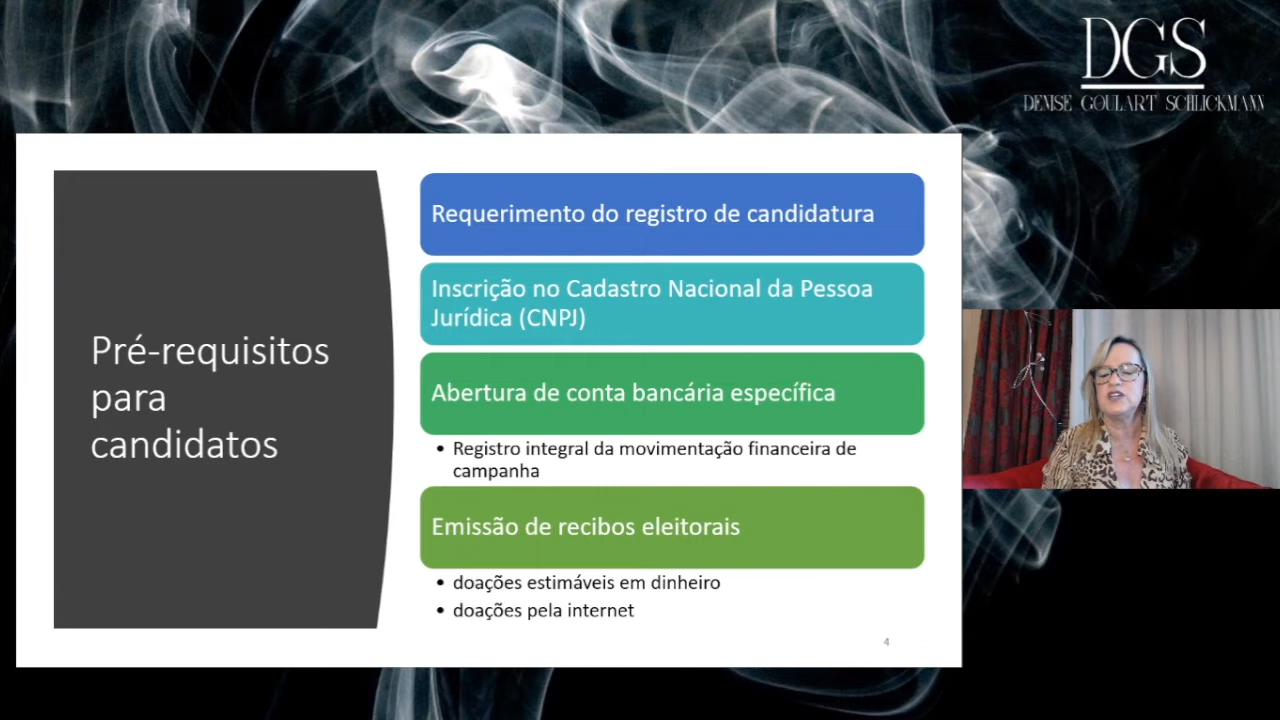 DGS
DENISE GOULART SCHLICKMANN
Pré-requisitos
para
candidatos
Requerimento do registro de candidatura
Inscrição no Cadastro Nacional da Pessoa
Jurídica (CNPJ)
Abertura de conta bancária específica
• Registro integral da movimentação financeira de
campanha
Emissão de recibos eleitorais
• doações estimáveis em dinheiro
• doações pela internet
4